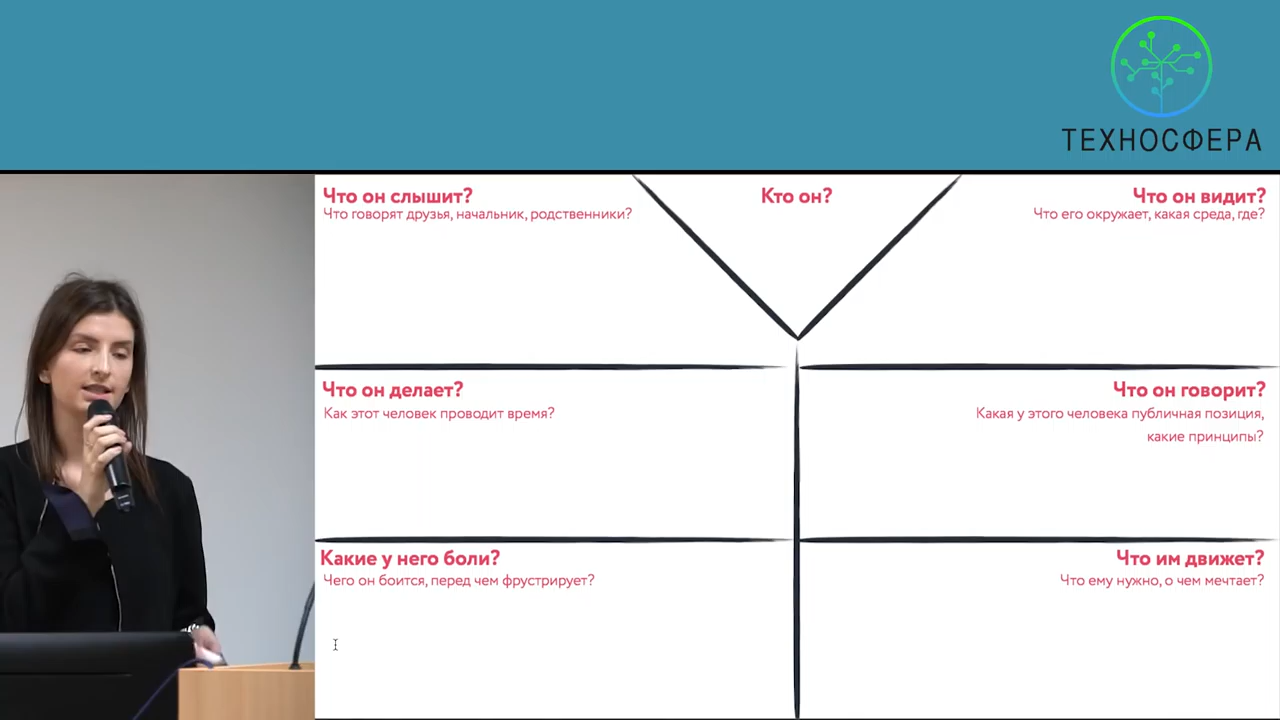 ТЕХНОСФЕРА
Что он слышит?
Что говорят друзья, начальник, родственники?
Кто он?
Что он видит?
Что его окружает, какая среда, где?
Что он делает?
Как этот человек проводит время?
Что он говорит?
Какая у этого человека публичная позиция,
какие принципы?
Какие у него боли?
Чего он боится, перед чем фрустрирует?
Что им движет?
Что ему нужно, о чем мечтает?